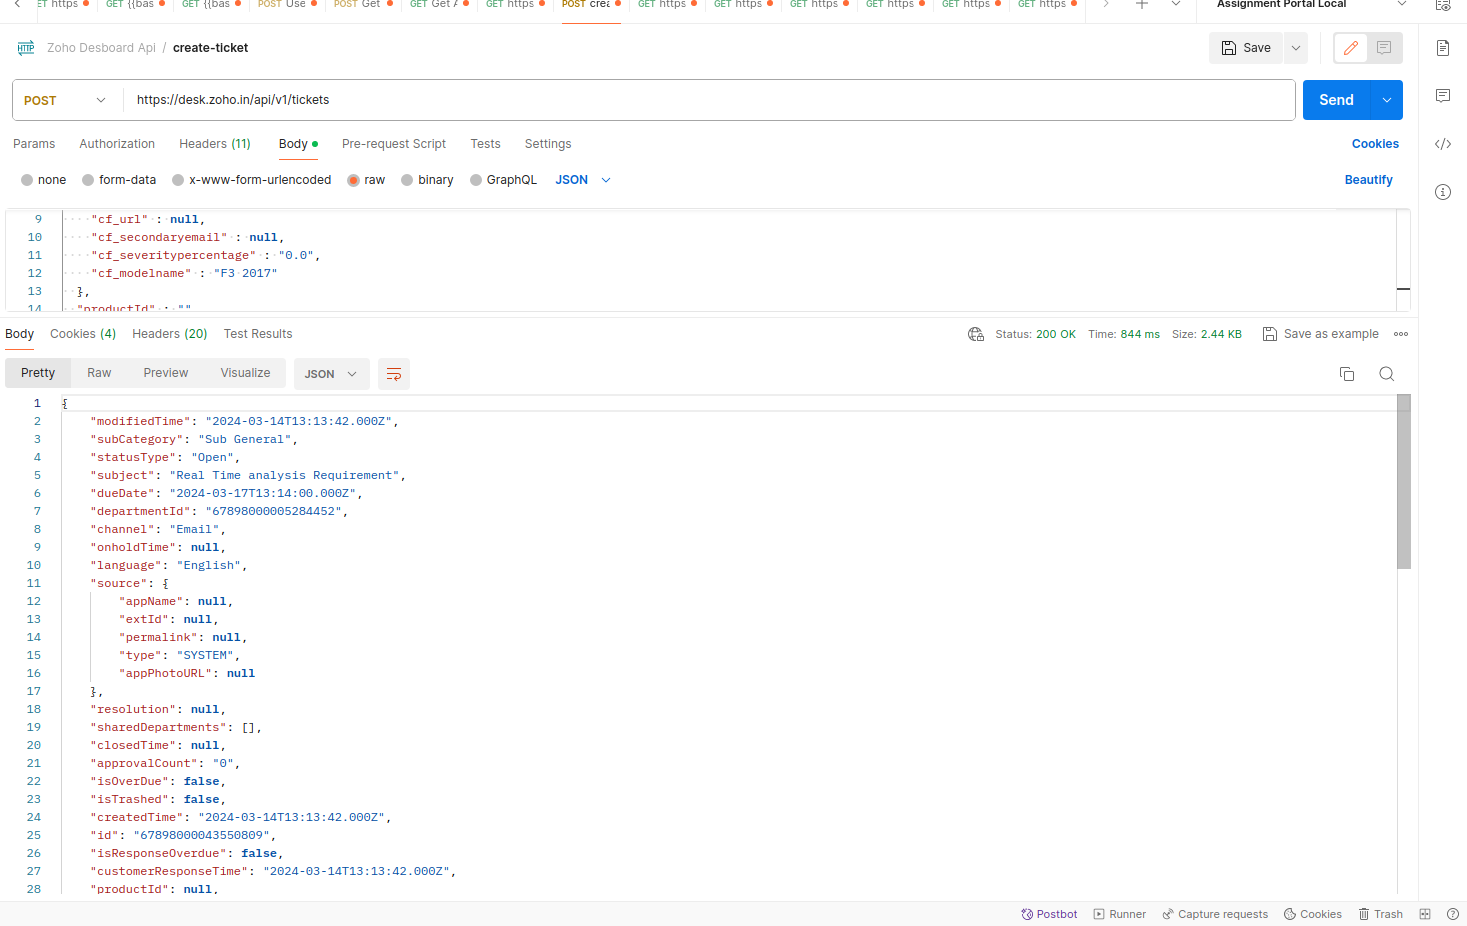 https GET {{bas GET {{bas POST Use POST Get GET Get GET https POST crea GET https GET https GET https GET https GET https GET https Assignment Portal Local
HTTP Zoho Desboard Api / create-ticket Save
POST https://desk.zoho.in/api/v1/tickets Send
Params Authorization Headers (11) Body Pre-request Script Tests Settings Cookies
none form-data x-www-form-urlencoded raw binary GraphQL JSON Beautify
9 "cf_url" : null,
10 "cf_secondaryemail" : null,
11 "cf_severitypercentage" : "0.0",
12 "cf_modelname" : "F3 2017"
13 },
14 "productId" : ""
Body Cookies (4) Headers (20) Test Results Status: 200 OK Time: 844 ms Size: 2.44 KB Save as example
Pretty Raw Preview Visualize JSON
1 {
2 "modifiedTime": "2024-03-14T13:13:42.000Z",
3 "subCategory": "Sub General",
4 "statusType": "Open",
5 "subject": "Real Time analysis Requirement",
6 "dueDate": "2024-03-17T13:14:00.000Z",
7 "departmentId": "67898000005284452",
8 "channel": "Email",
9 "onholdTime": null,
10 "language": "English",
11 "source": {
12 "appName": null,
13 "extId": null,
14 "permalink": null,
15 "type": "SYSTEM",
16 "appPhotoURL": null
17 },
18 "resolution": null,
19 "sharedDepartments": [],
20 "closedTime": null,
21 "approvalCount": "0",
22 "isOverDue": false,
23 "isTrashed": false,
24 "createdTime": "2024-03-14T13:13:42.000Z",
25 "id": "67898000043550809",
26 "isResponseOverdue": false,
27 "customerResponseTime": "2024-03-14T13:13:42.000Z",
28 "productId": null,
Postbot Runner Capture requests Cookies Trash